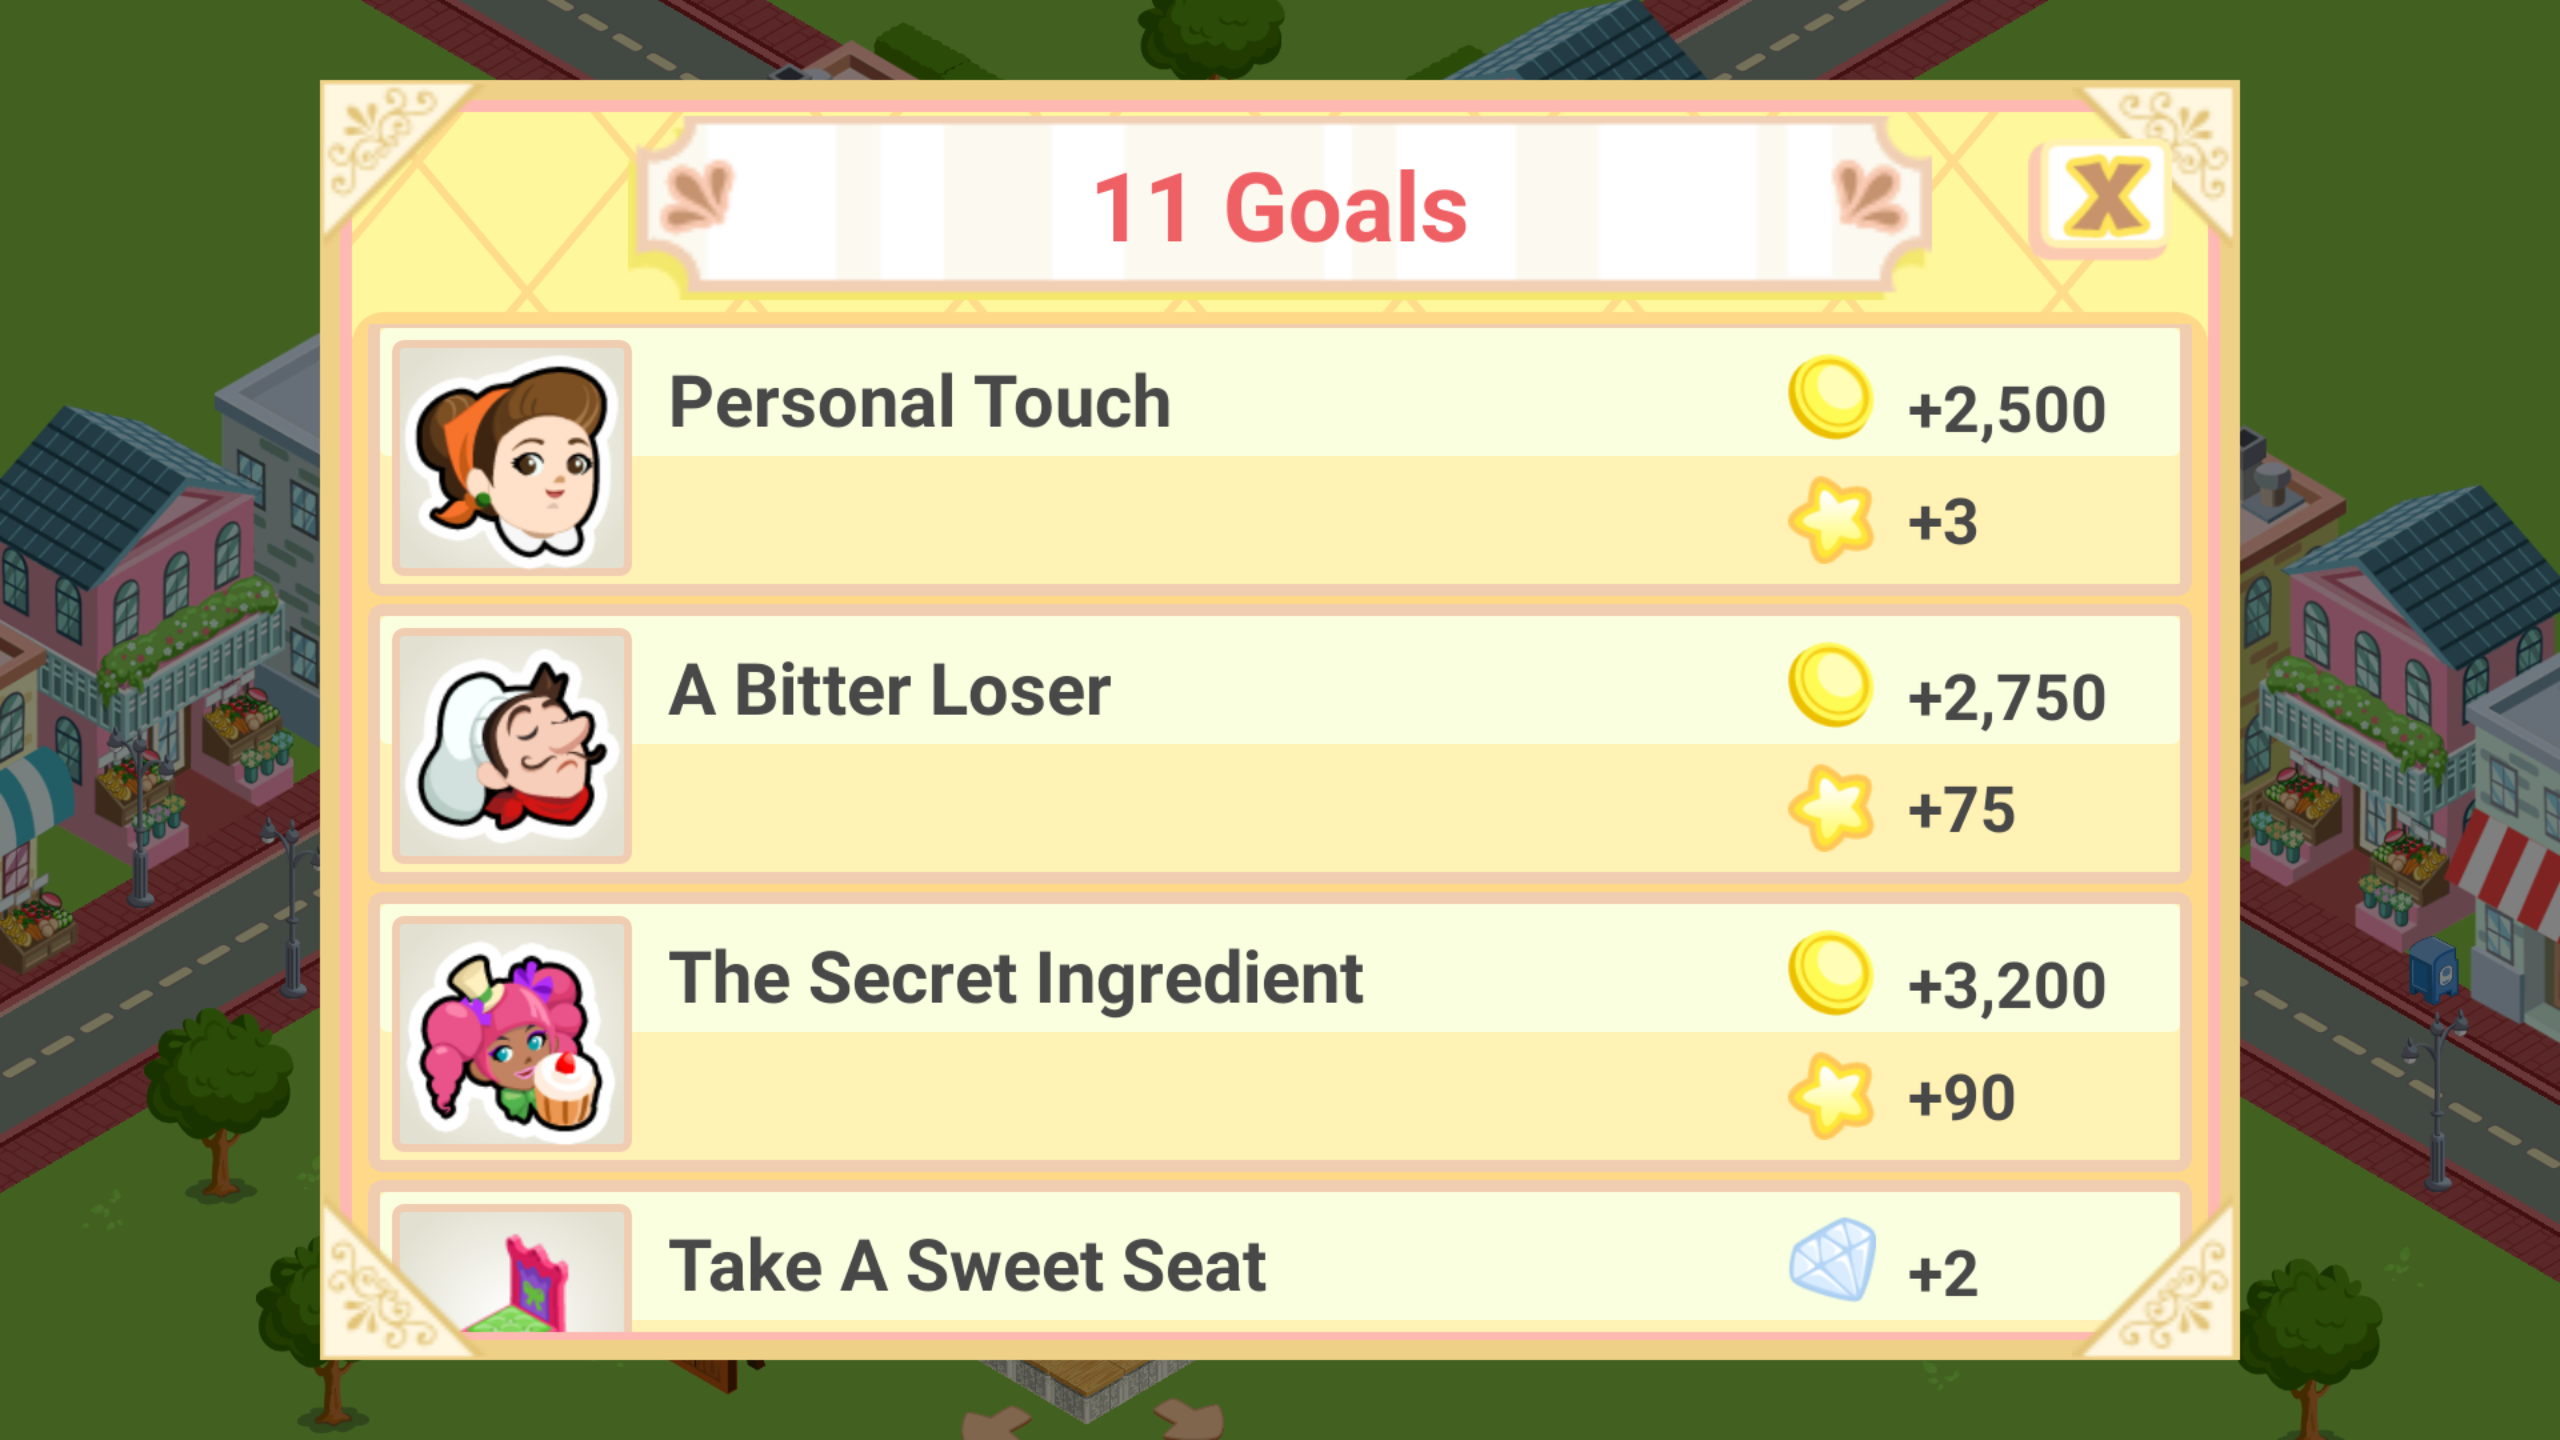 11 Goals
X
Personal Touch
+2,500
+3
A Bitter Loser
+2,750
+75
The Secret Ingredient
+3,200
+90
Take A Sweet Seat
+2